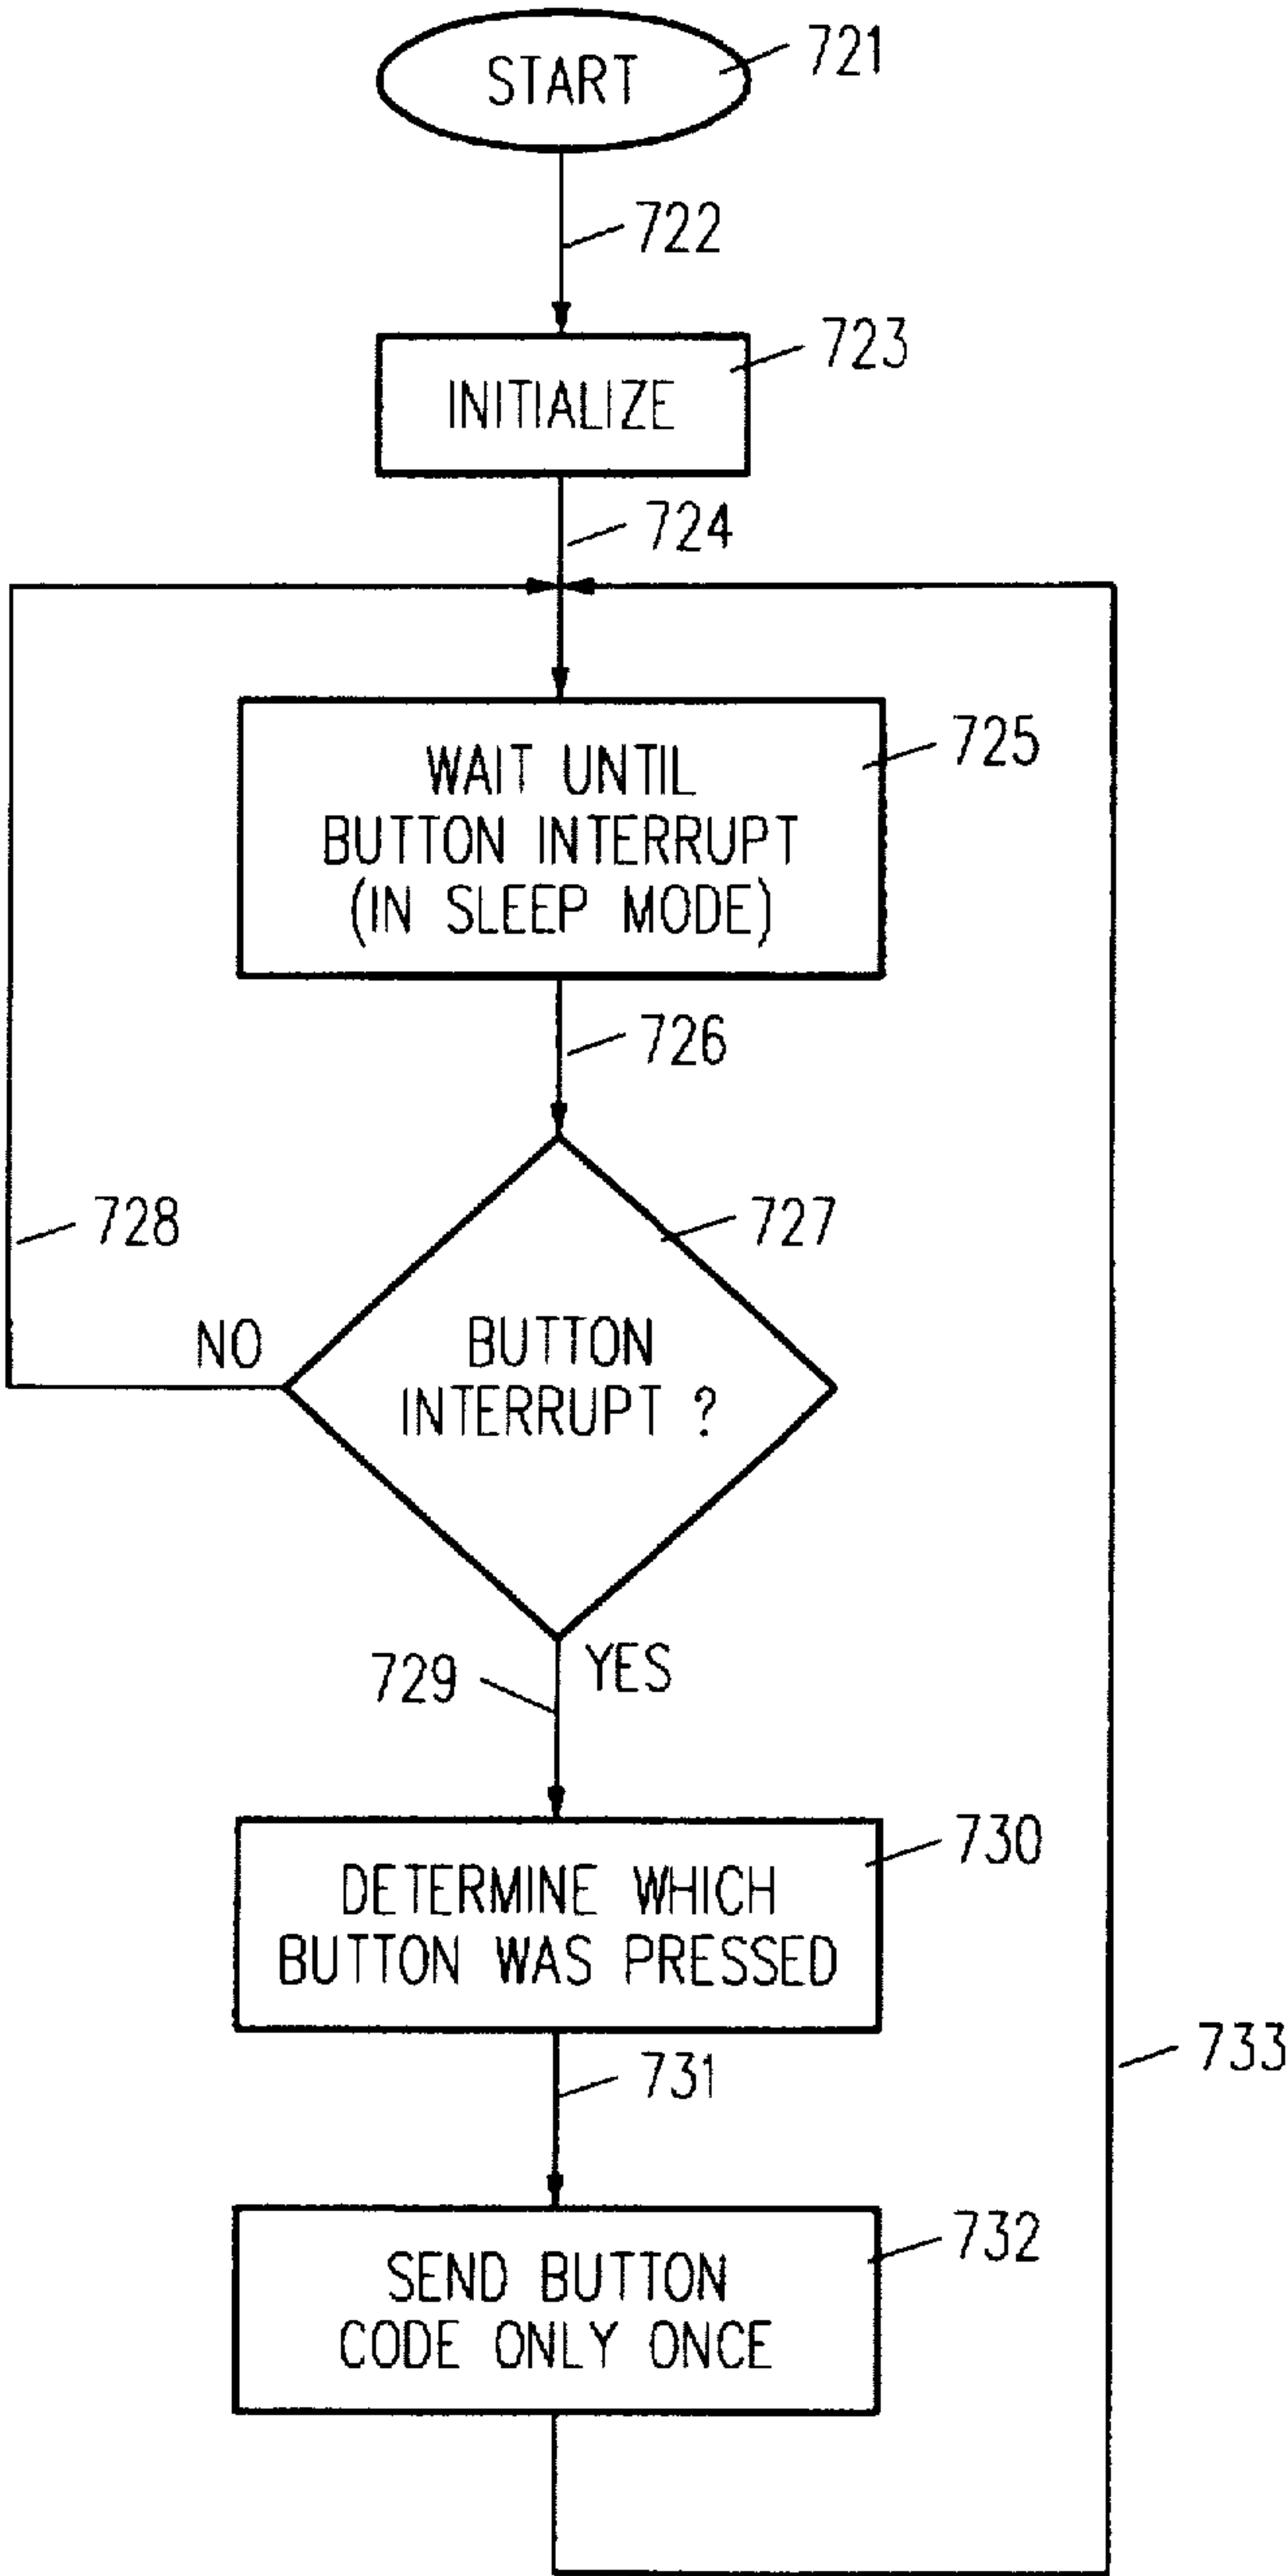 START
721
722
INITIALIZE
723
724
WAIT UNTIL
BUTTON INTERRUPT
(IN SLEEP MODE)
725
726
727
728
NO
BUTTON
INTERRUPT ?
YES
729
DETERMINE WHICH
BUTTON WAS PRESSED
730
731
733
SEND BUTTON
CODE ONLY ONCE
732